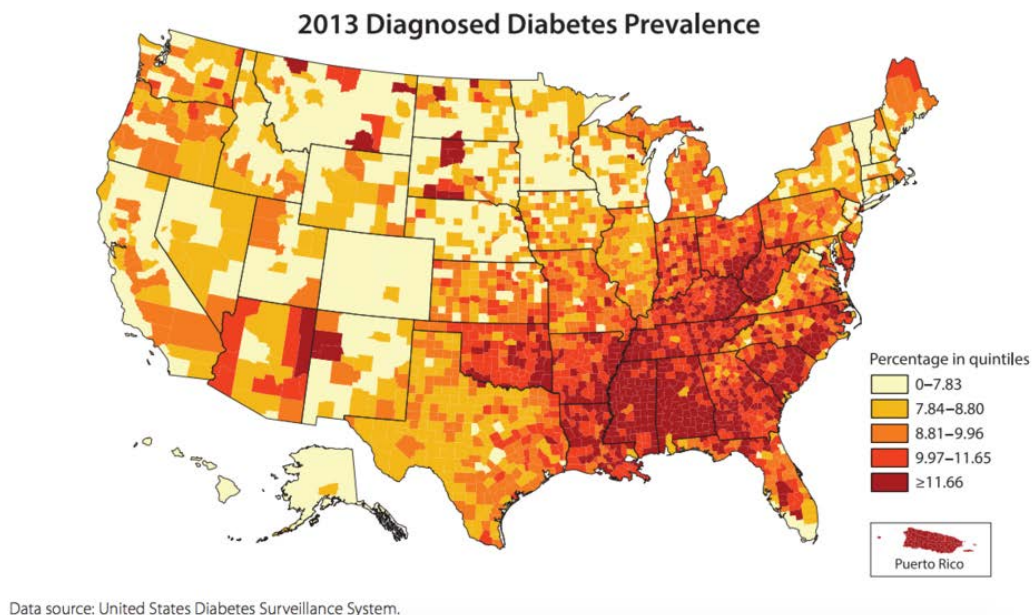 2013 Diagnosed Diabetes Prevalence
Percentage in quintiles
0–7.83
7.84–8.80
8.81–9.96
9.97–11.65
≥11.66
Puerto Rico
Data source: United States Diabetes Surveillance System.